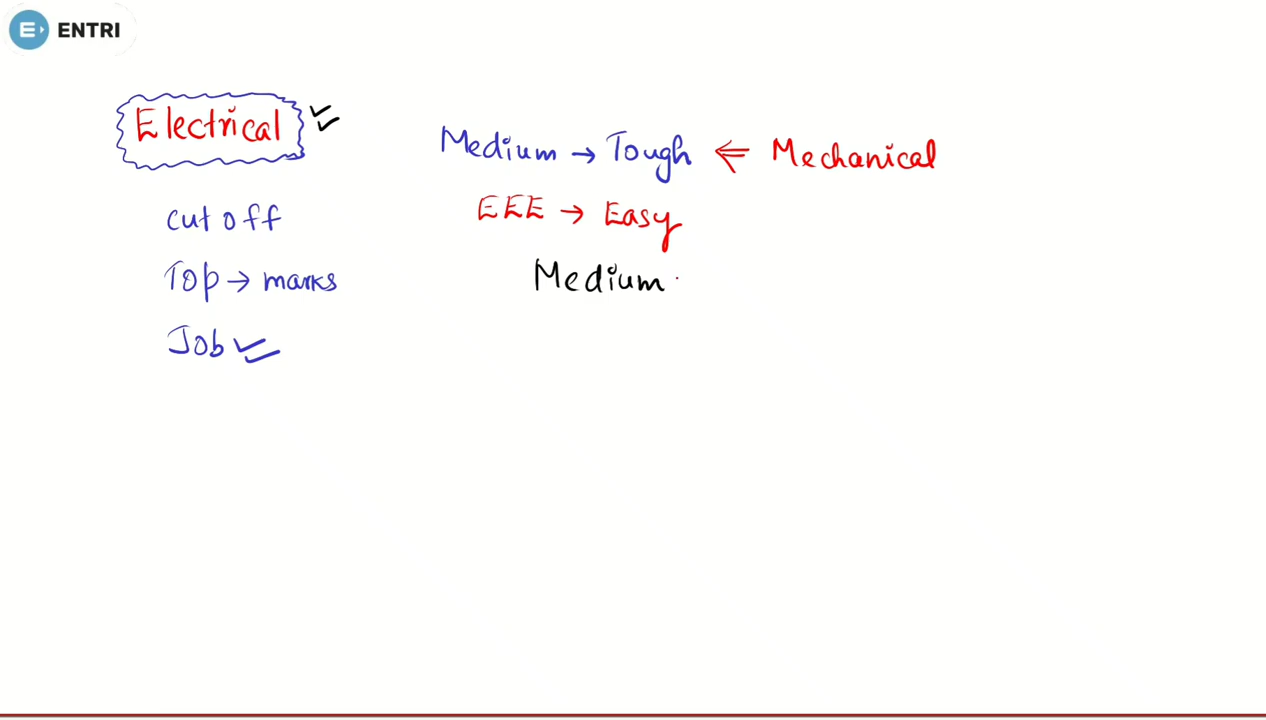 ENTRI
Electrical
Medium → Tough ⇐ Mechanical
cut off
EEE → Easy
Top → marks
Medium
Job